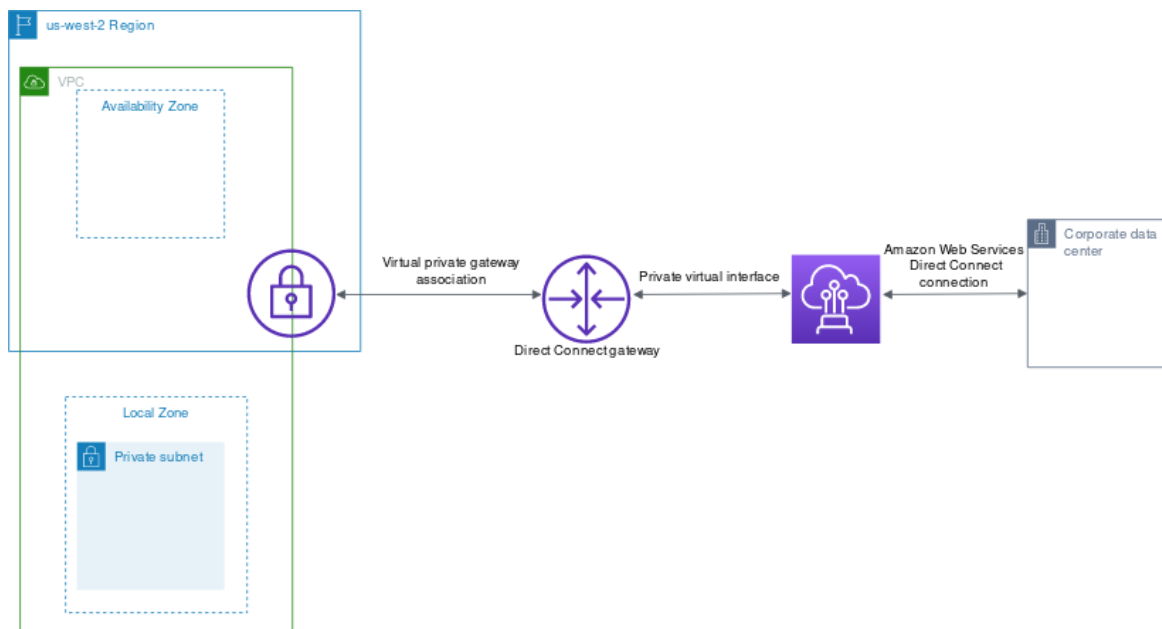 us-west-2 Region
VPC
Availability Zone
Virtual private gateway
association
Direct Connect gateway
Private virtual interface
Amazon Web Services
Direct Connect
connection
Corporate data
center
Local Zone
Private subnet